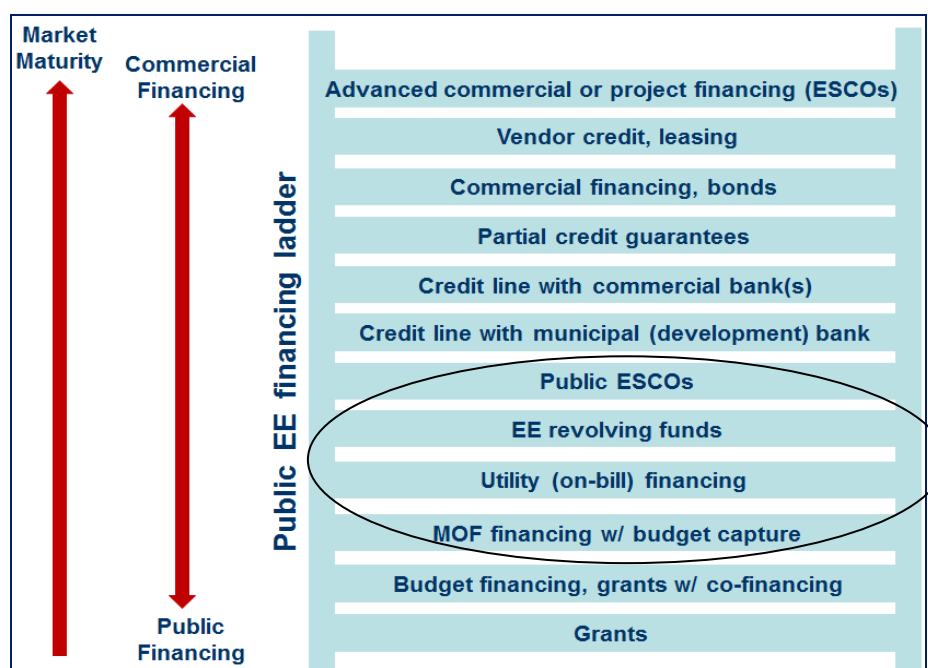 Market
Maturity
Commercial
Financing
Public
Financing
Public EE financing ladder
Advanced commercial or project financing (ESCOs)
Vendor credit, leasing
Commercial financing, bonds
Partial credit guarantees
Credit line with commercial bank(s)
Credit line with municipal (development) bank
Public ESCOs
EE revolving funds
Utility (on-bill) financing
MOF financing w/ budget capture
Budget financing, grants w/ co-financing
Grants